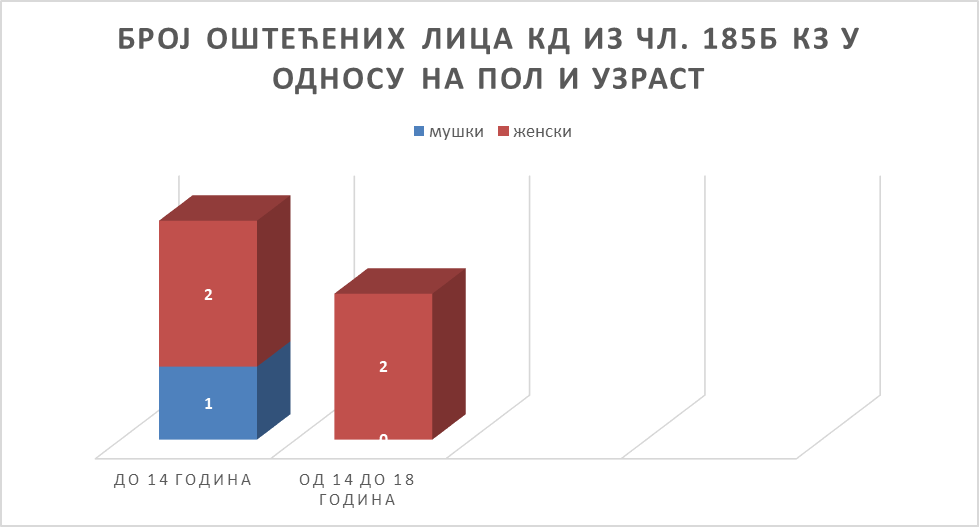 БРОЈ ОШТЕЋЕНИХ ЛИЦА КД ИЗ ЧЛ. 185Б КЗ У
ОДНОСУ НА ПОЛ И УЗРАСТ
мушки женски
2
1
2
0
ДО 14 ГОДИНА
ОД 14 ДО 18
ГОДИНА